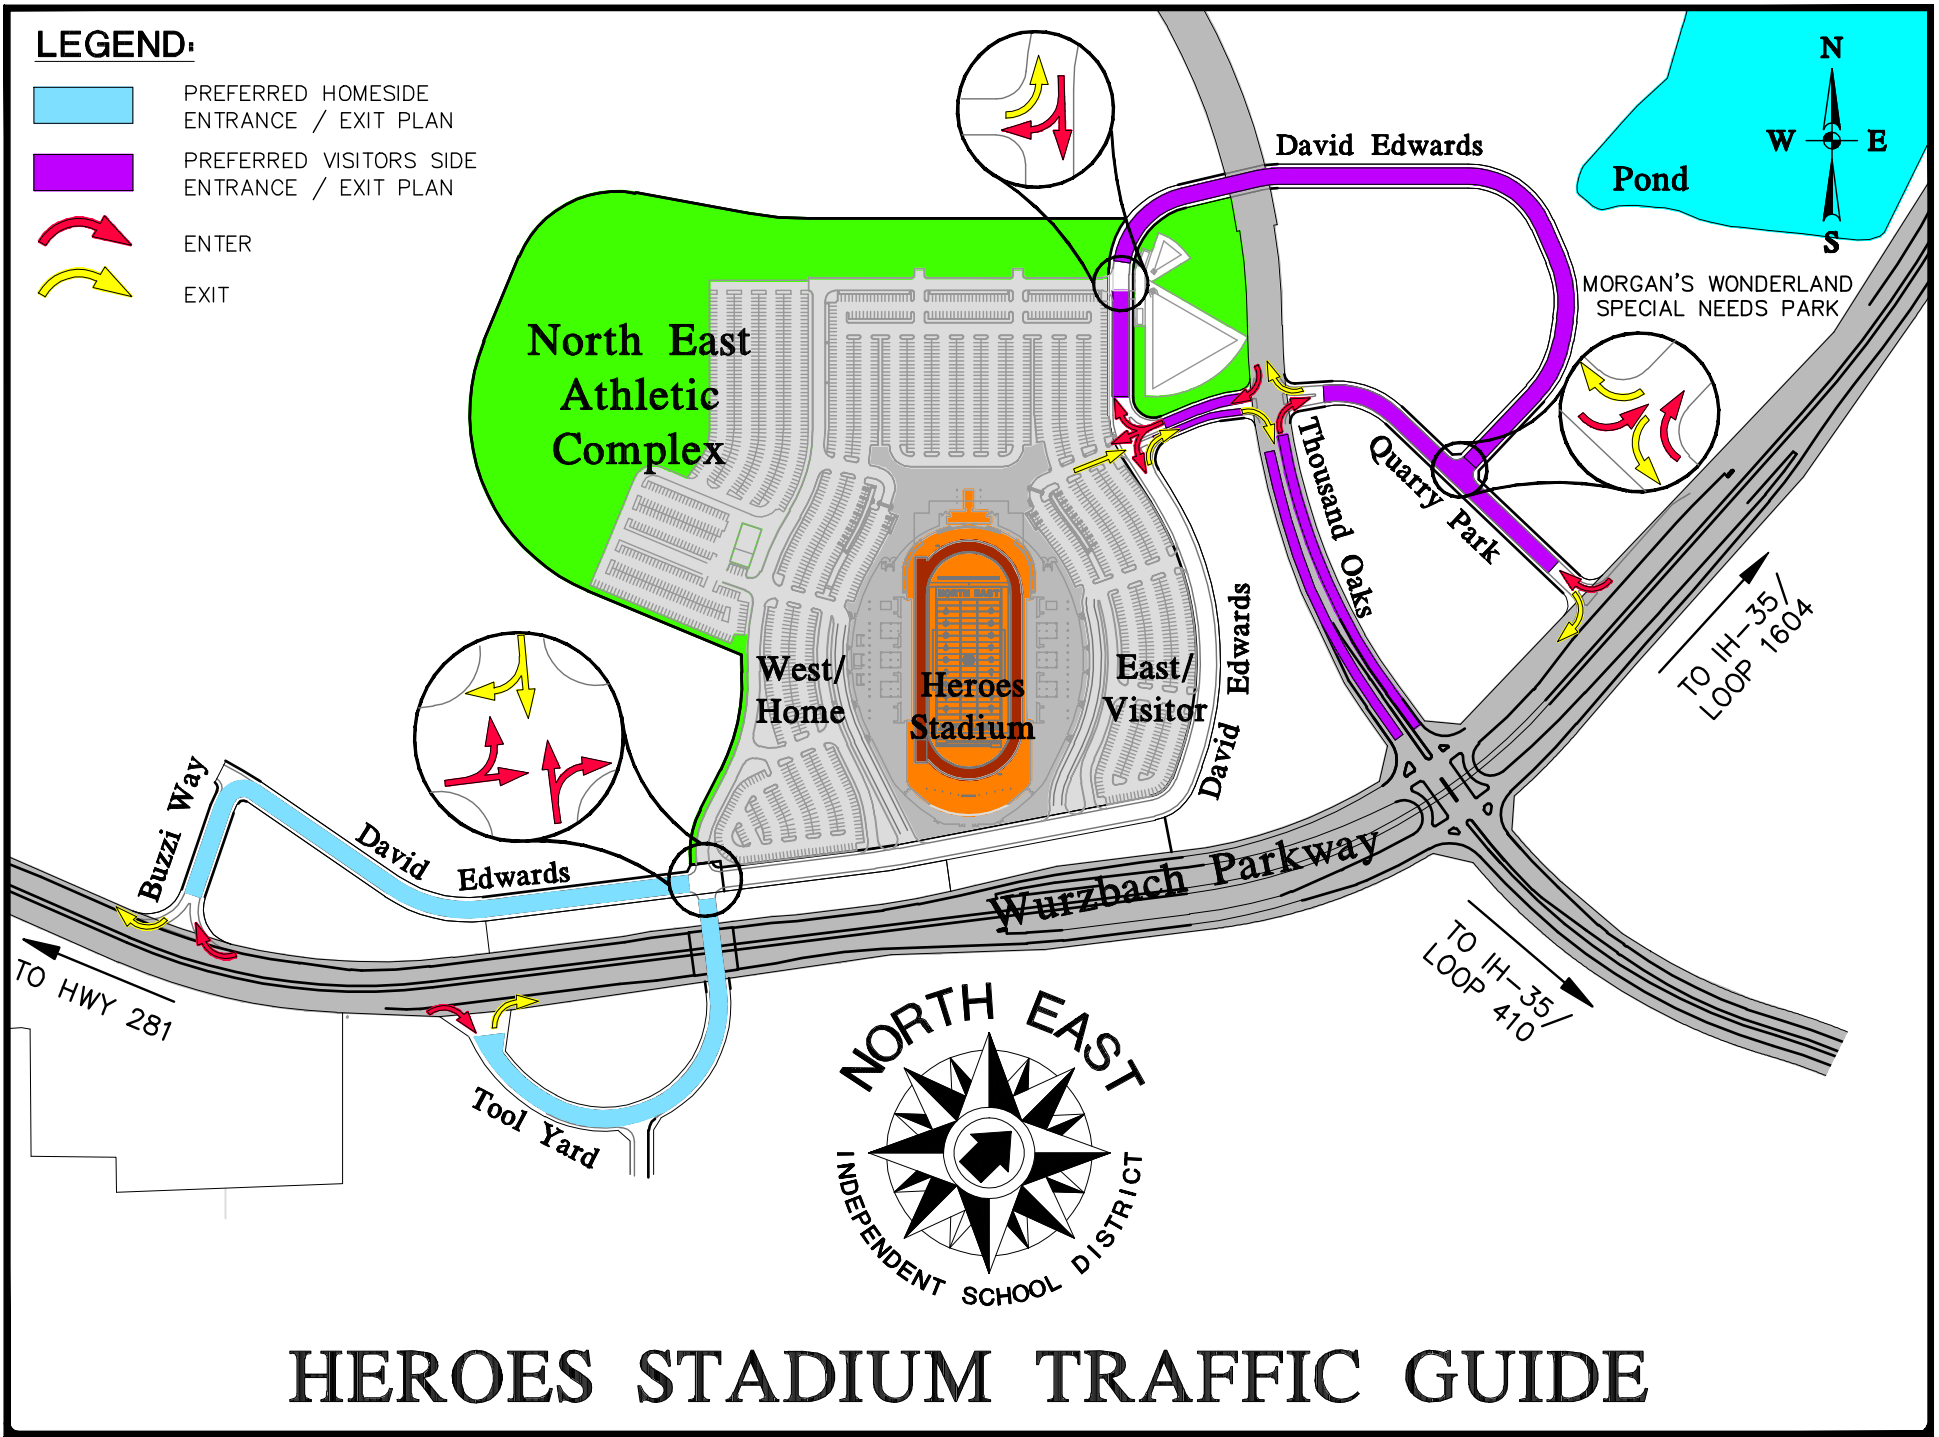 LEGEND:
PREFERRED HOMESIDE
ENTRANCE / EXIT PLAN
PREFERRED VISITORS SIDE
ENTRANCE / EXIT PLAN
ENTER
EXIT
N
W E
S
David Edwards
Pond
MORGAN'S WONDERLAND
SPECIAL NEEDS PARK
North East
Athletic
Complex
Thousand Oaks
Quarry Park
NORTH EAST
West/
Home
Heroes
Stadium
East/
Visitor
David Edwards
TO IH-35/
LOOP 1604
Buzzi Way
David Edwards
Wurzbach Parkway
TO HWY 281
TO IH-35/
LOOP 410
Tool Yard
NORTH EAST
INDEPENDENT SCHOOL DISTRICT
HEROES STADIUM TRAFFIC GUIDE